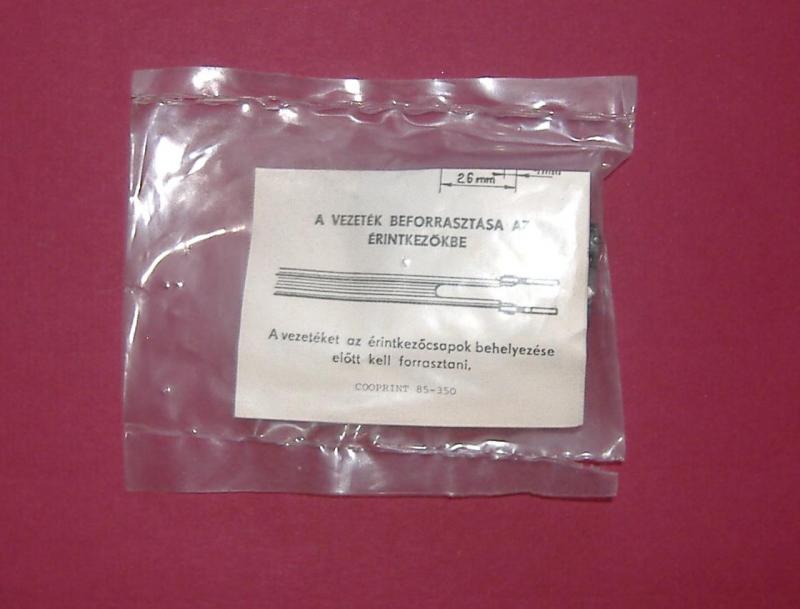 26 mm
A VEZETÉK BEFORRASZTÁSA AZ
ÉRINTKEZŐKBE
A vezetéket az érintkezőcsapok behelyezése
előtt kell forrasztani.
COOPRINT 85-350